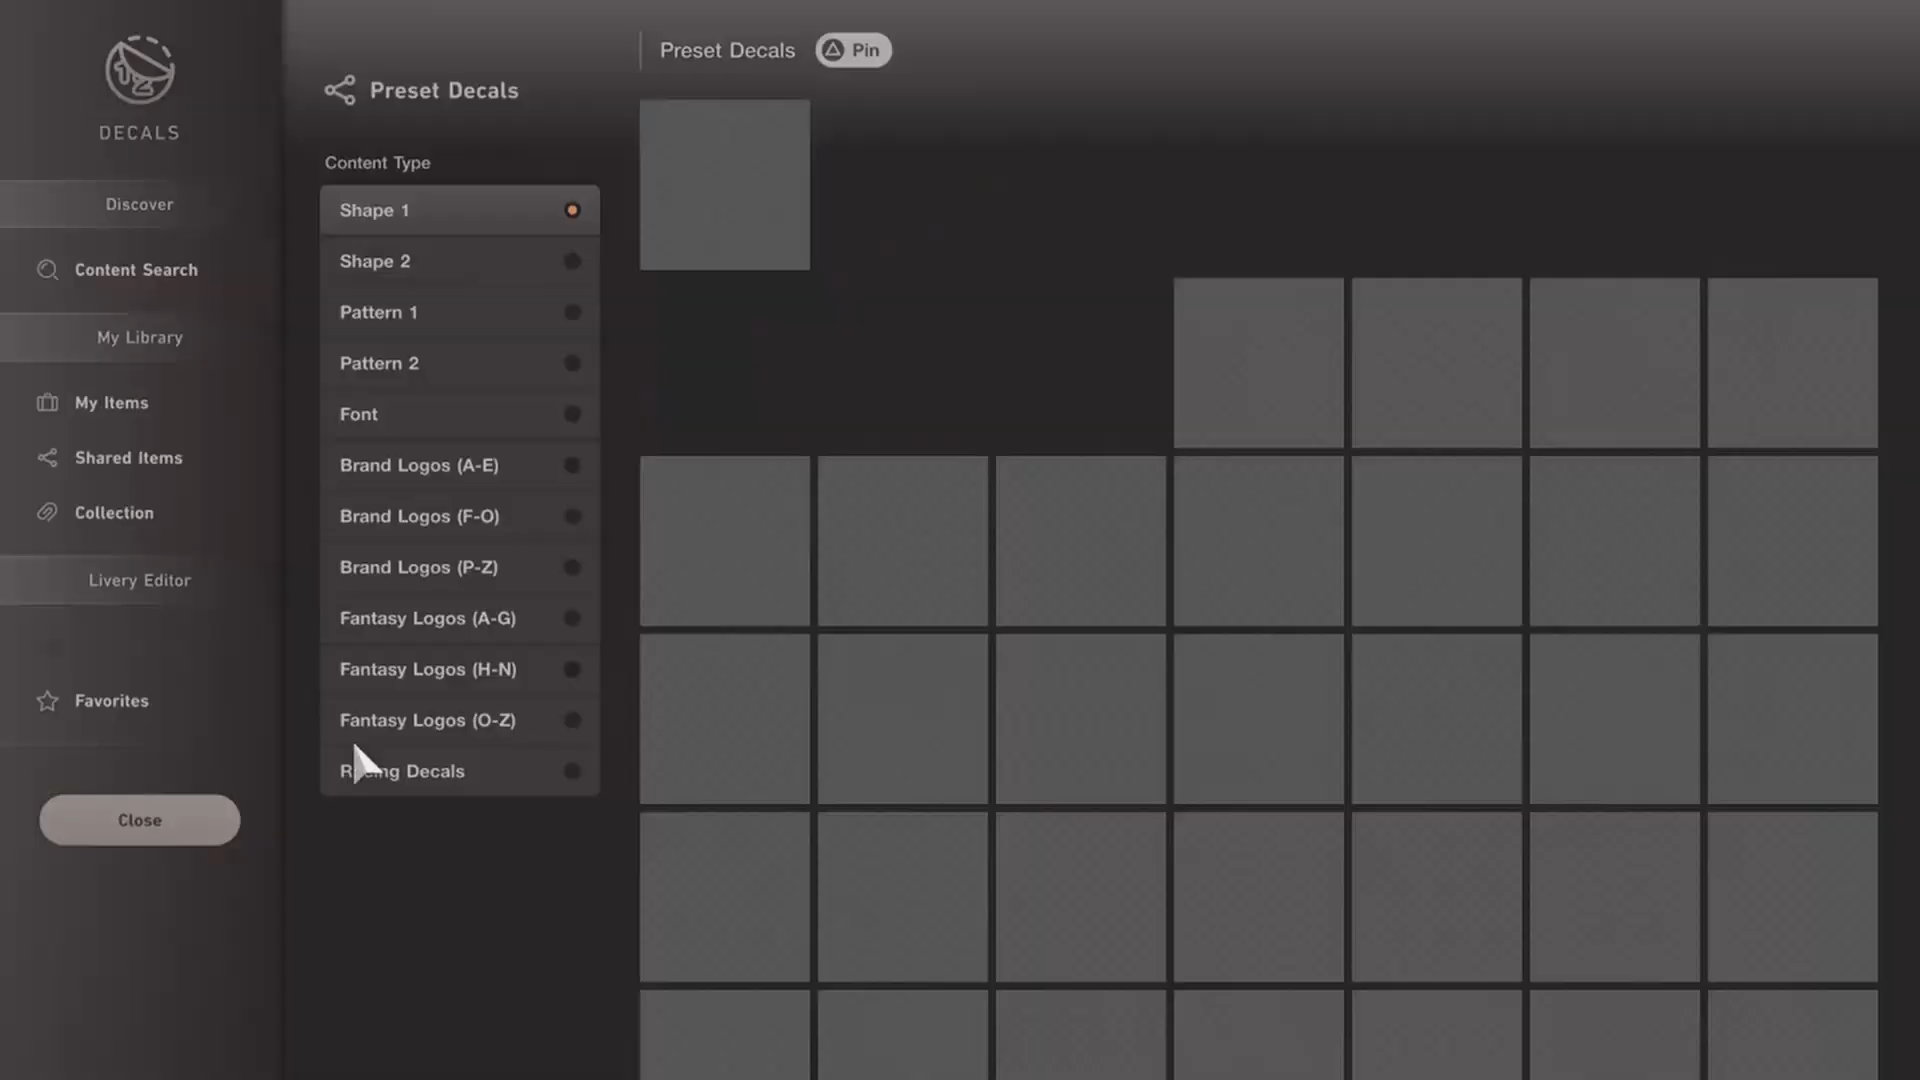 DECALS
Discover
Content Search
My Library
My Items
Shared Items
Collection
Livery Editor
Favorites
Close
Preset Decals
Content Type
Shape 1
Shape 2
Pattern 1
Pattern 2
Font
Brand Logos (A-E)
Brand Logos (F-O)
Brand Logos (P-Z)
Fantasy Logos (A-G)
Fantasy Logos (H-N)
Fantasy Logos (O-Z)
Racing Decals
Preset Decals Pin